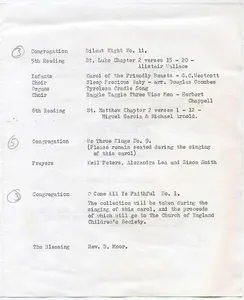 3 Congregation Silent Night No. 11.
5th Reading St. Luke Chapter 2 verses 15 - 20 -
Alistair Wallace
Infants Carol of the Friendly Beasts - G.C.Westcott
Choir Sleep Precious Baby - arr. Douglas Coombes
Organs Tyrolean Cradle Song
Choir Raggle Taggle Three Wise Men - Herbert
Chappell
6th Reading St. Matthew Chapter 2 verses 1 - 12 -
Miguel Garcia & Michael Arnold.
Congregation We Three Kings No. 9.
(Please remain seated during the singing
of this carol)
Prayers Neil Peters, Alexandra Lea and Simon Smith
Congregation O Come All Ye Faithful No. 1.
The collection will be taken during the
singing of this carol, and the proceeds
of which will go to the Church of England
Children's Society.
The Blessing Rev. D. Moor.